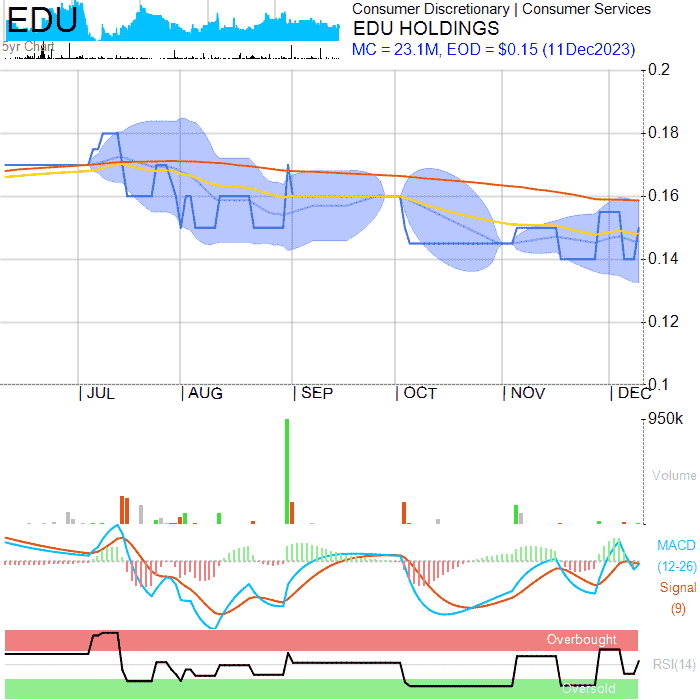 EDU
5yr Chart
Consumer Discretionary | Consumer Services
EDU HOLDINGS
MC = 23.1M, EOD = $0.15 (11Dec2023)
0.2
0.18
0.16
0.14
0.12
0.1
JUL AUG SEP OCT NOV DEC
950k
Volume
MACD
(12-26)
Signal
(9)
Overbought
RSI(14)
Oversold